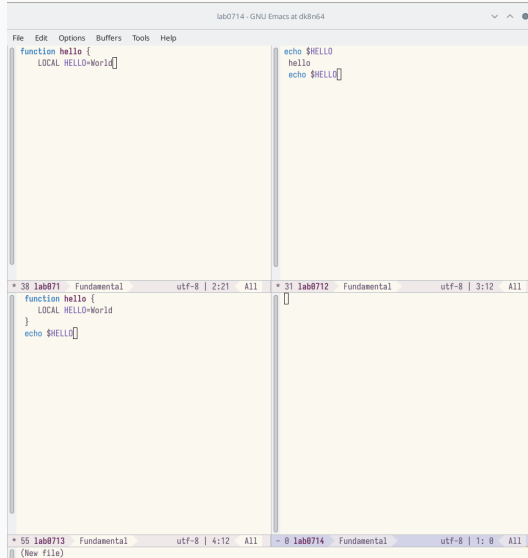 lab0714 - GNU Emacs at dk8n64
File Edit Options Buffers Tools Help
function hello {
LOCAL HELLO=World
* 38 lab071 Fundamental utf-8 | 2:21 All
echo $HELLO
hello
echo $HELLO
* 31 lab0712 Fundamental utf-8 | 3:12 All
function hello {
LOCAL HELLO=World
}
echo $HELLO
* 55 lab0713 Fundamental utf-8 | 4:12 All
- 0 lab0714 Fundamental utf-8 | 1: 0 All
(New file)